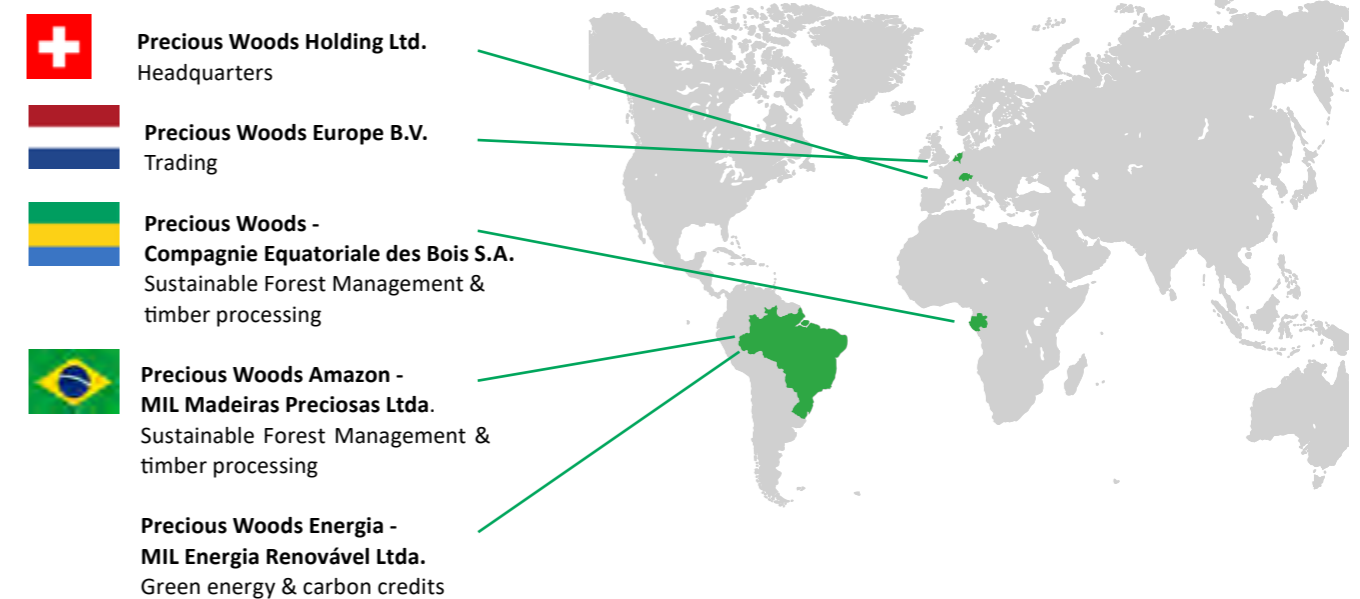 Precious Woods Holding Ltd.
Headquarters
Precious Woods Europe B.V.
Trading
Precious Woods -
Compagnie Equatoriale des Bois S.A.
Sustainable Forest Management &
timber processing
Precious Woods Amazon -
MIL Madeiras Preciosas Ltda.
Sustainable Forest Management &
timber processing
Precious Woods Energia -
MIL Energia Renovável Ltda.
Green energy & carbon credits